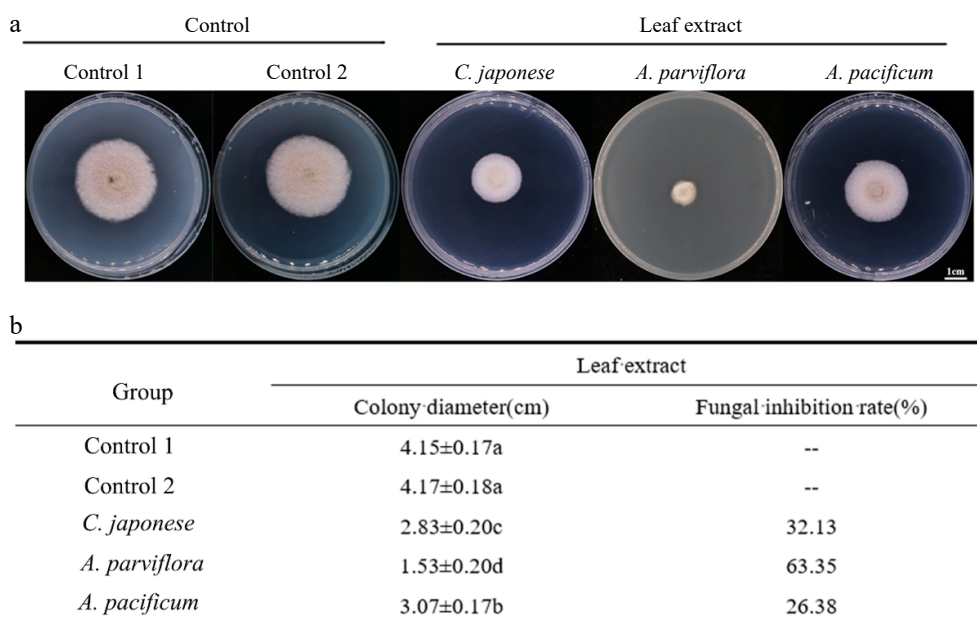 a
Control
Leaf extract
Control 1
Control 2
C. japonese
A. parviflora
A. pacificum
1cm
b
Group
Leaf·extract
Colony·diameter(cm)
Fungal·inhibition·rate(%)
Control 1
4.15±0.17a
--
Control 2
4.17±0.18a
--
C. japonese
2.83±0.20c
32.13
A. parviflora
1.53±0.20d
63.35
A. pacificum
3.07±0.17b
26.38